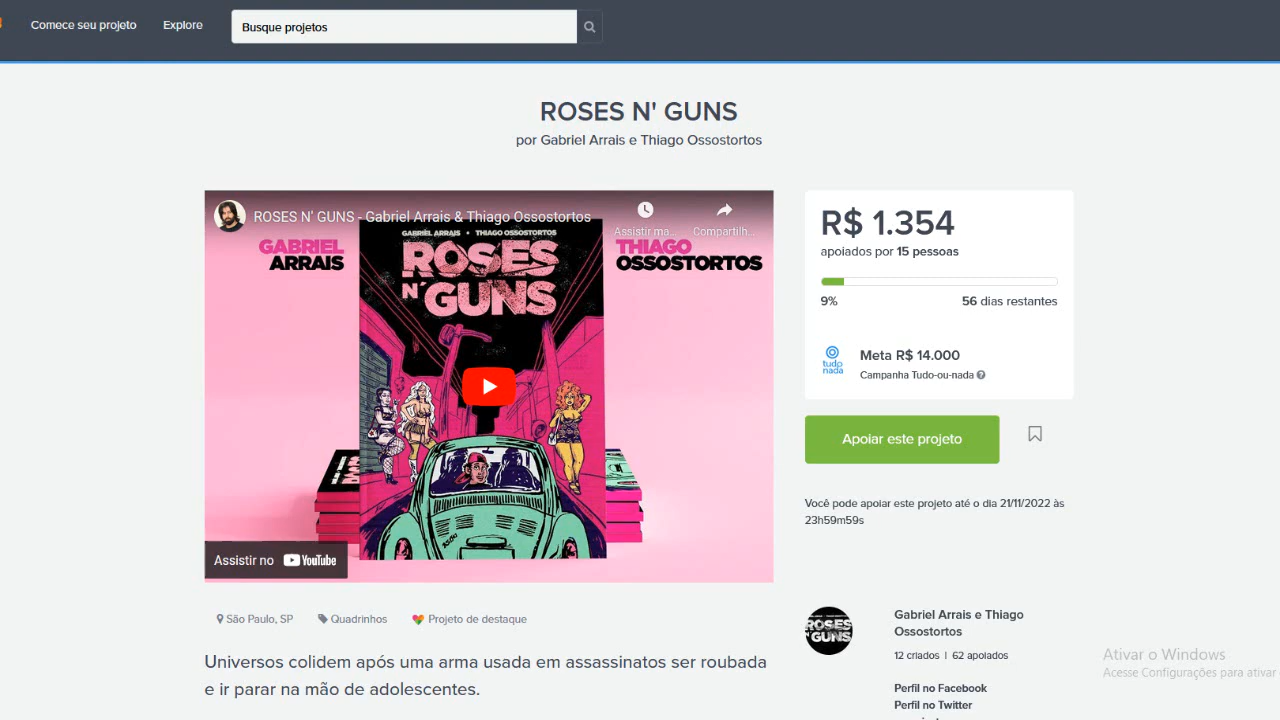 Comece seu projeto
Explore
Busque projetos
ROSES N' GUNS
por Gabriel Arrais e Thiago Ossostortos
ROSES N' GUNS - Gabriel Arrais & Thiago Ossostortos
Assistir ma...
Compartilh...
GABRIEL
ARRAIS
GABRIEL ARRAIS • THIAGO OSSOSTORTOS
ROSES
N' GUNS
THIAGO
OSSOSTORTOS
Assistir no YouTube
R$ 1.354
apoiados por 15 pessoas
9%
56 dias restantes
tudo
nada
Meta R$ 14.000
Campanha Tudo-ou-nada
Apoiar este projeto
Você pode apoiar este projeto até o dia 21/11/2022 às
23h59m59s
São Paulo, SP
Quadrinhos
Projeto de destaque
Universos colidem após uma arma usada em assassinatos ser roubada
e ir parar na mão de adolescentes.
ROSES
N' GUNS
Gabriel Arrais e Thiago
Ossostortos
12 criados | 62 apoiados
Perfil no Facebook
Perfil no Twitter
Ativar o Windows
Acesse Configurações para ativar